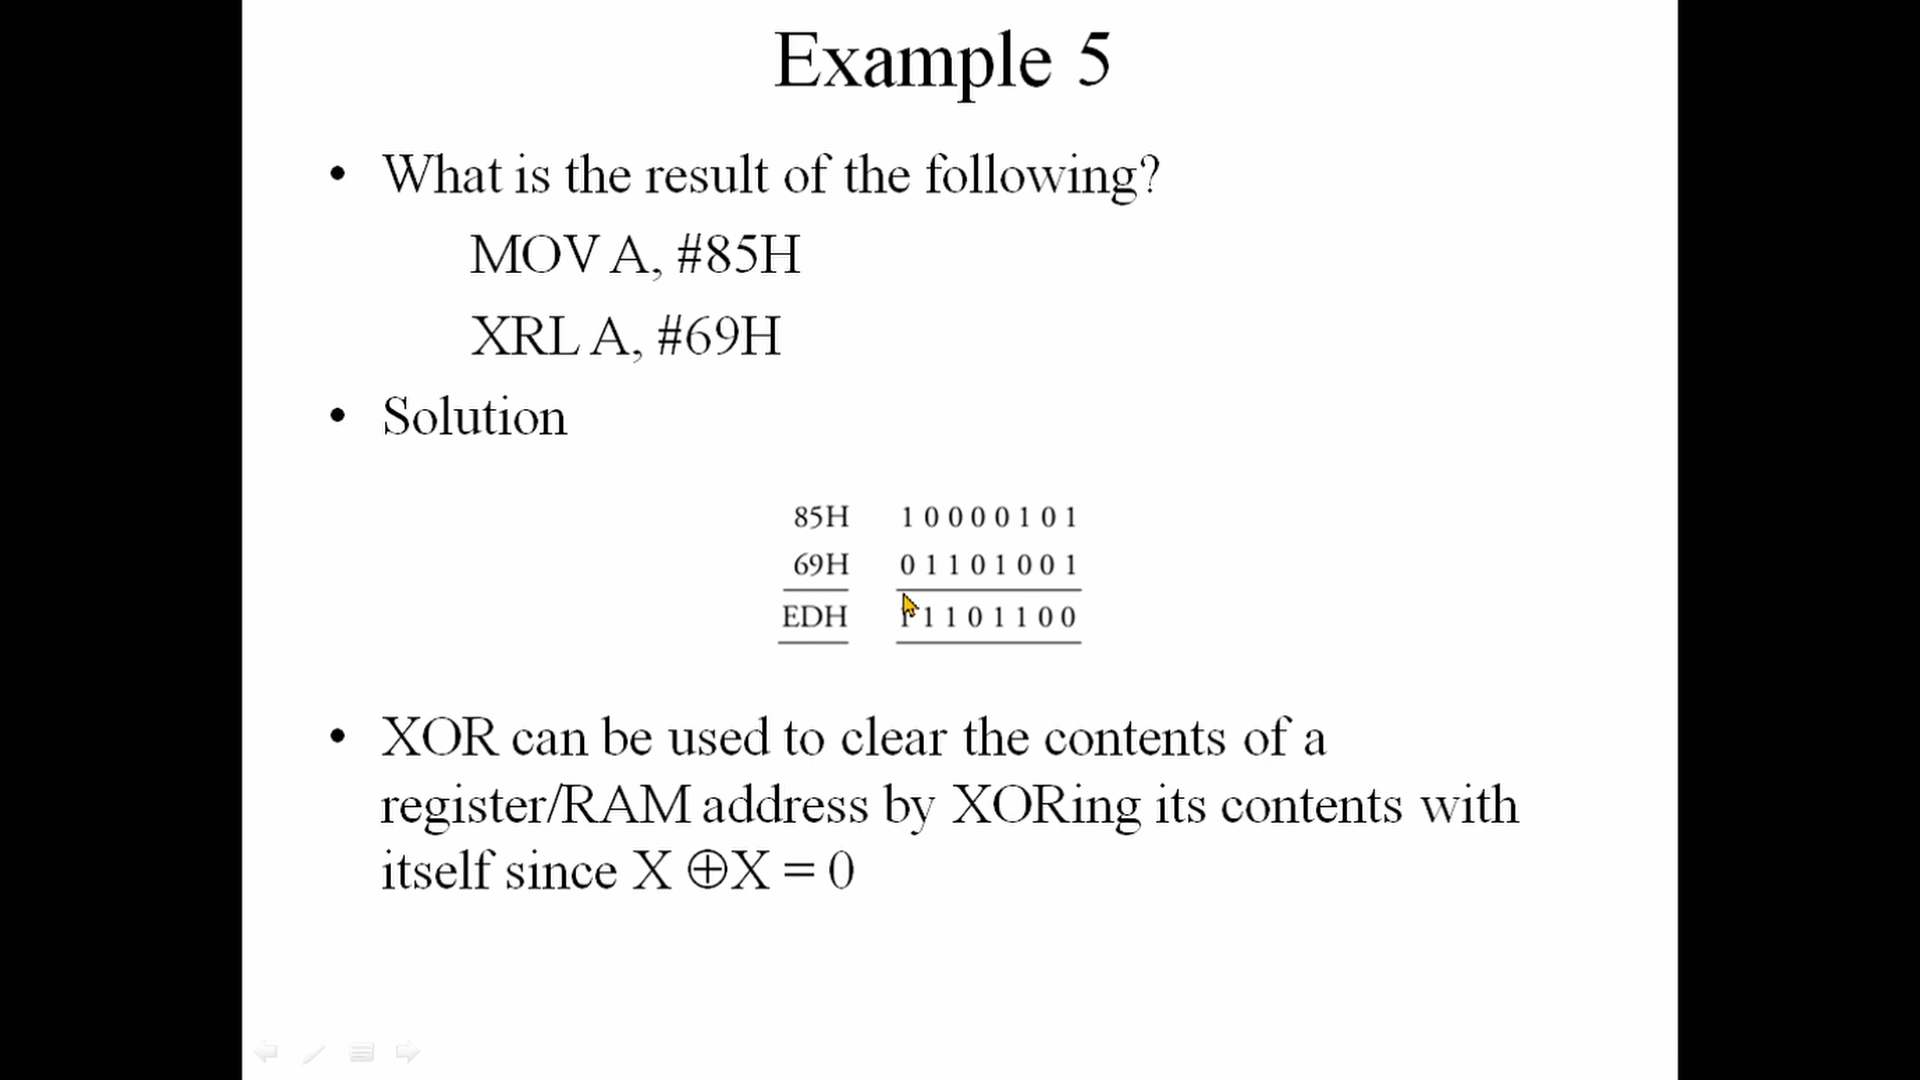 Example 5
• What is the result of the following?
MOV A, #85H
XRL A, #69H
• Solution
85H 1 0 0 0 0 1 0 1
69H 0 1 1 0 1 0 0 1
EDH 1 1 1 0 1 1 0 0
• XOR can be used to clear the contents of a
register/RAM address by XORing its contents with
itself since X ⊕X = 0